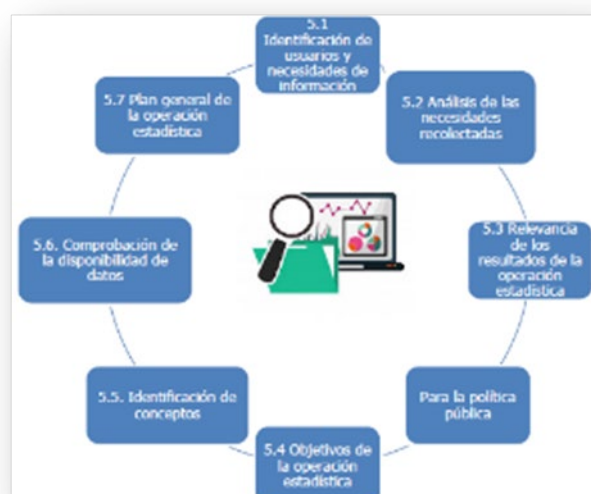 5.1
Identificación de
usuarios y
necesidades de
información
5.2 Análisis de las
necesidades
recolectadas
5.3 Relevancia
de los
resultados de la
operación
estadística
Para la política
pública
5.4 Objetivos de
la operación
estadística
5.5. Identificación de
conceptos
5.6. Comprobación de
la disponibilidad de
datos
5.7 Plan general de
la operación
estadística